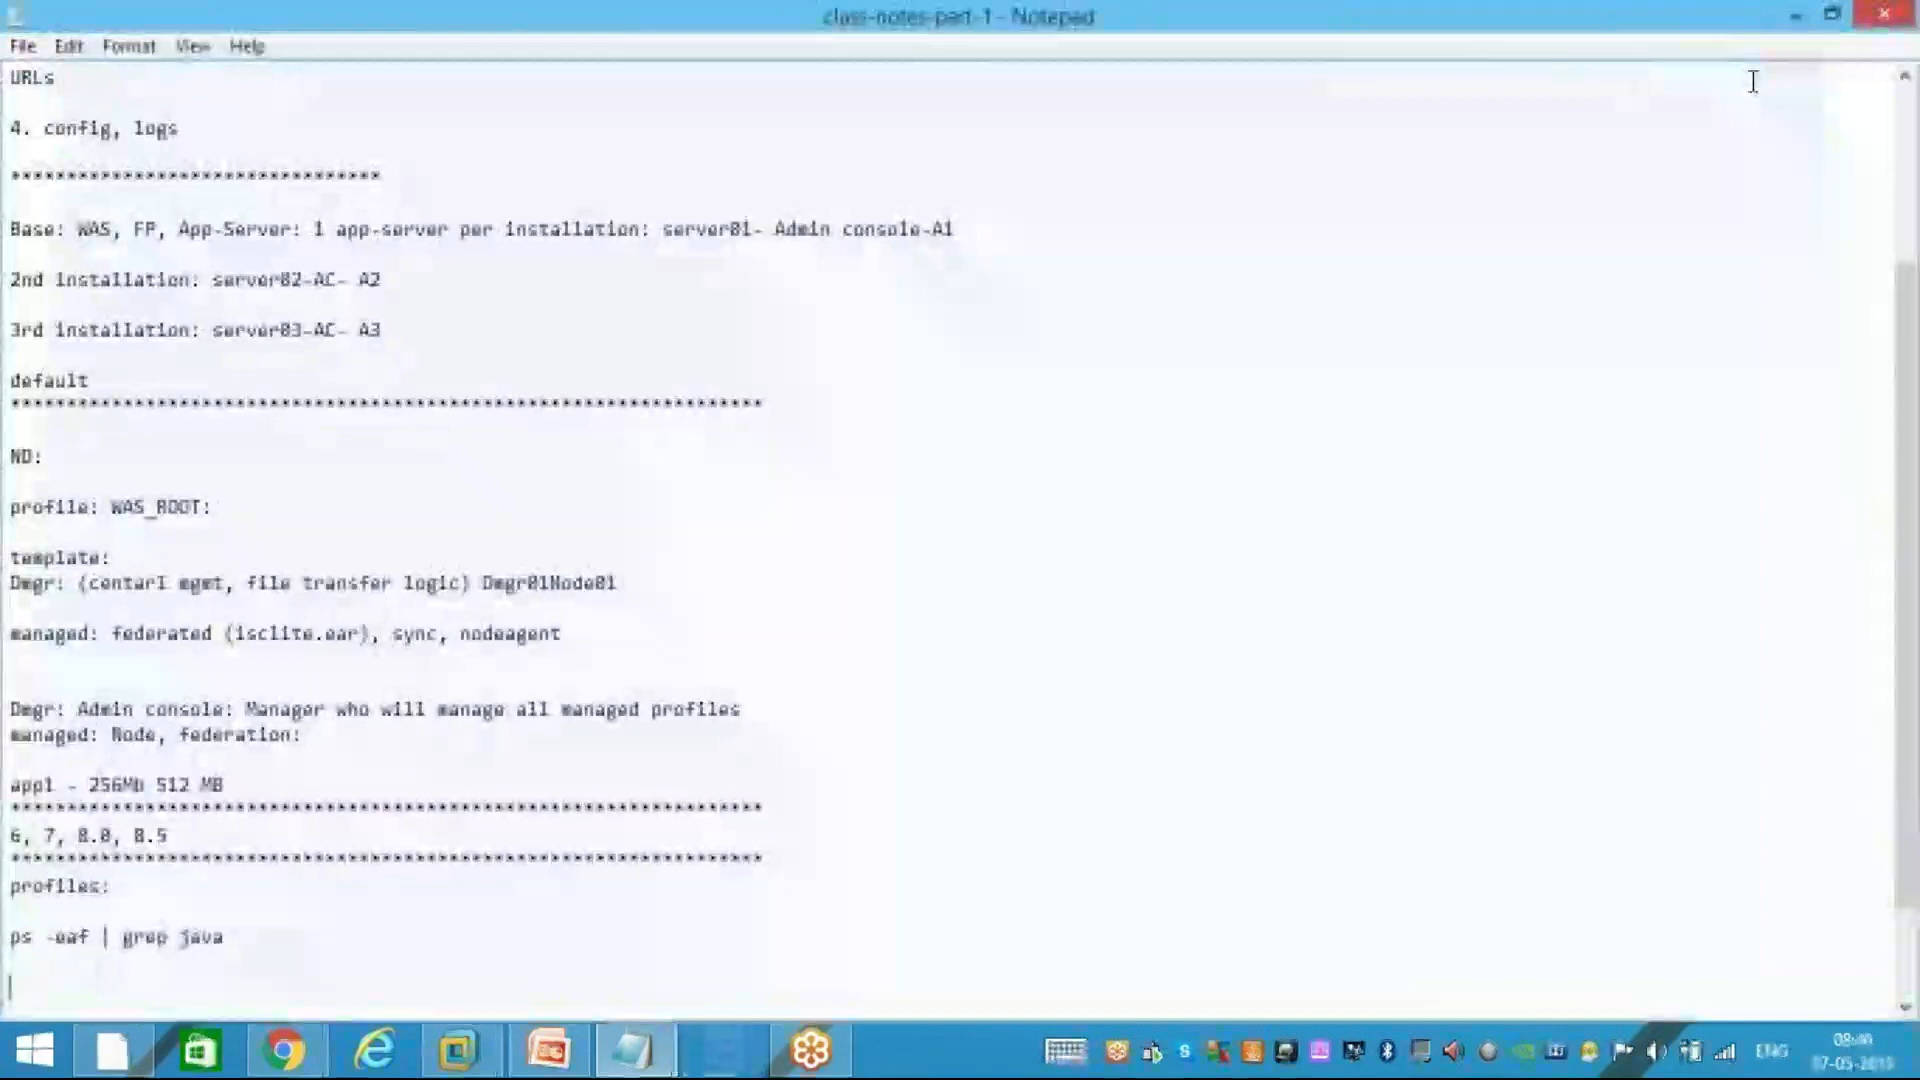 class-notes-part-1 - Notepad
File Edit Format View Help
URLs
4. config, logs
*********************************
Base: WAS, FP, App-Server: 1 app-server per installation: server01- Admin console-A1
2nd installation: server02-AC- A2
3rd installation: server03-AC- A3
default
*******************************************************************
ND:
profile: WAS_ROOT:
template:
Dmgr: (centarI mgmt, file transfer logic) Dmgr01Node01
managed: federated (isclite.ear), sync, nodeagent
Dmgr: Admin console: Manager who will manage all managed profiles
managed: Node, federation:
app1 - 256MB 512 MB
*******************************************************************
6, 7, 8.0, 8.5
*******************************************************************
profiles:
ps -eaf | grep java
ENG